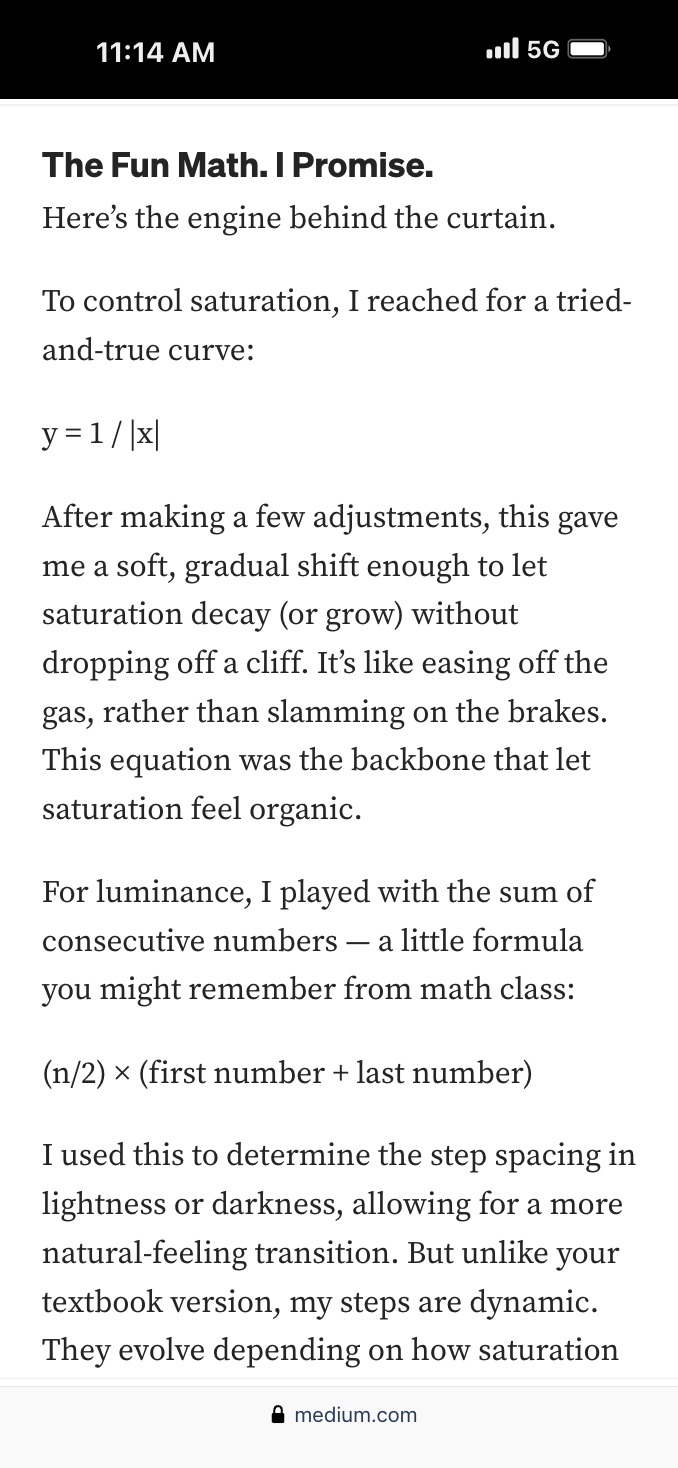 11:14 AM
5G
The Fun Math. I Promise.
Here’s the engine behind the curtain.
To control saturation, I reached for a tried-
and-true curve:
y = 1 / |x|
After making a few adjustments, this gave
me a soft, gradual shift enough to let
saturation decay (or grow) without
dropping off a cliff. It’s like easing off the
gas, rather than slamming on the brakes.
This equation was the backbone that let
saturation feel organic.
For luminance, I played with the sum of
consecutive numbers — a little formula
you might remember from math class:
(n/2) × (first number + last number)
I used this to determine the step spacing in
lightness or darkness, allowing for a more
natural-feeling transition. But unlike your
textbook version, my steps are dynamic.
They evolve depending on how saturation
medium.com